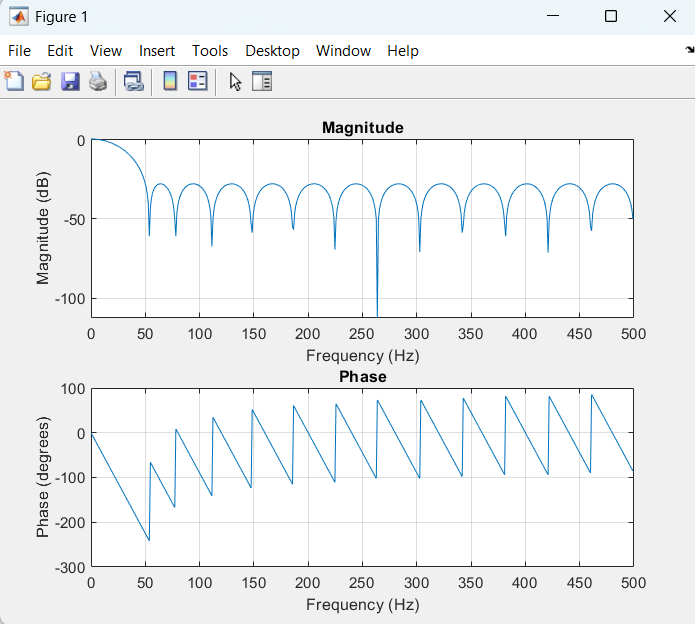 Figure 1
File Edit View Insert Tools Desktop Window Help
Magnitude
0
-50
-100
Magnitude (dB)
0 50 100 150 200 250 300 350 400 450 500
Frequency (Hz)
Phase
100
0
-100
-200
-300
Phase (degrees)
0 50 100 150 200 250 300 350 400 450 500
Frequency (Hz)